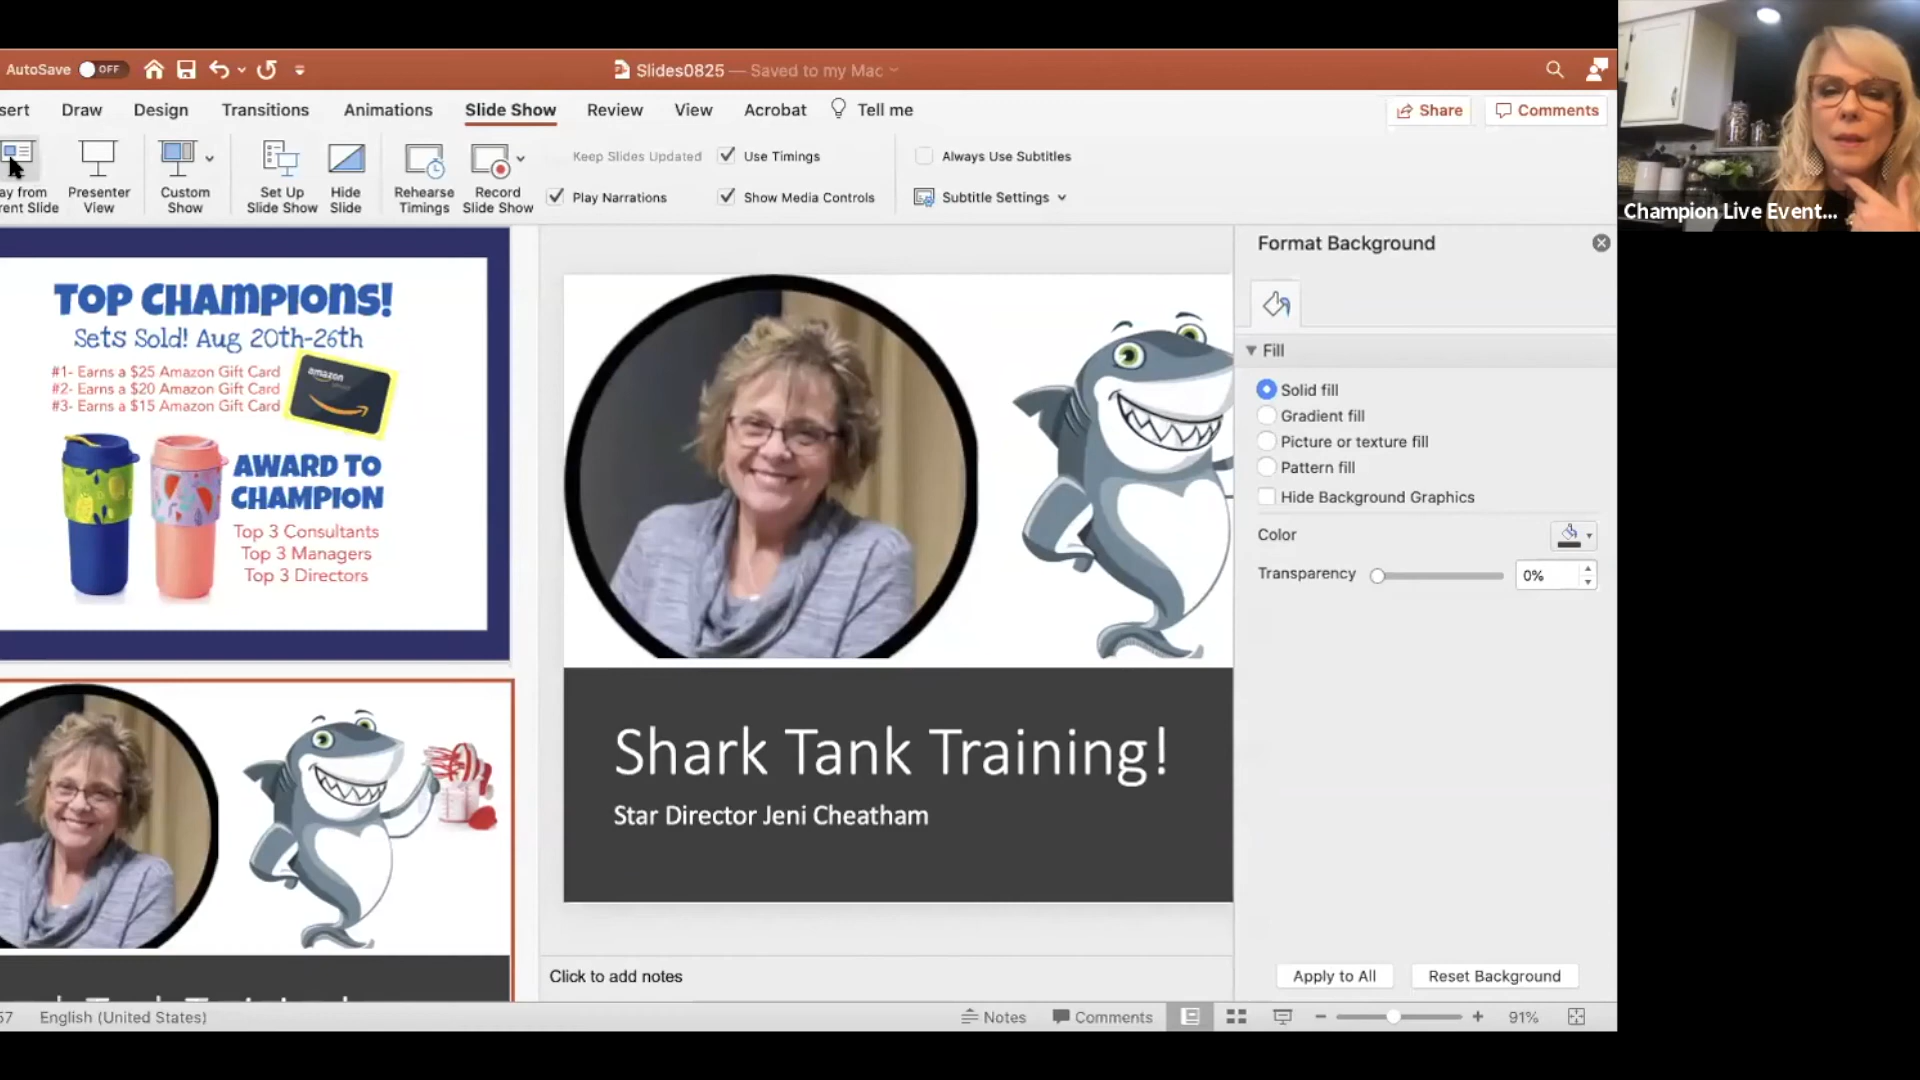 AutoSave OFF
Slides0825 — Saved to my Mac
sert Draw Design Transitions Animations Slide Show Review View Acrobat Tell me
Share Comments
ay from
rent Slide
Presenter
View
Custom
Show
Set Up
Slide Show
Hide
Slide
Rehearse
Timings
Record
Slide Show
Keep Slides Updated
Play Narrations
Use Timings
Show Media Controls
Always Use Subtitles
Subtitle Settings
Champion Live Event...
TOP CHAMPIONS!
Sets Sold! Aug 20th-26th
#1- Earns a $25 Amazon Gift Card
#2- Earns a $20 Amazon Gift Card
#3- Earns a $15 Amazon Gift Card
amazon
AWARD TO
CHAMPION
Top 3 Consultants
Top 3 Managers
Top 3 Directors
Shark Tank Training!
Star Director Jeni Cheatham
Click to add notes
Format Background
Fill
Solid fill
Gradient fill
Picture or texture fill
Pattern fill
Hide Background Graphics
Color
Transparency 0%
Apply to All Reset Background
57 English (United States)
Notes Comments 91%